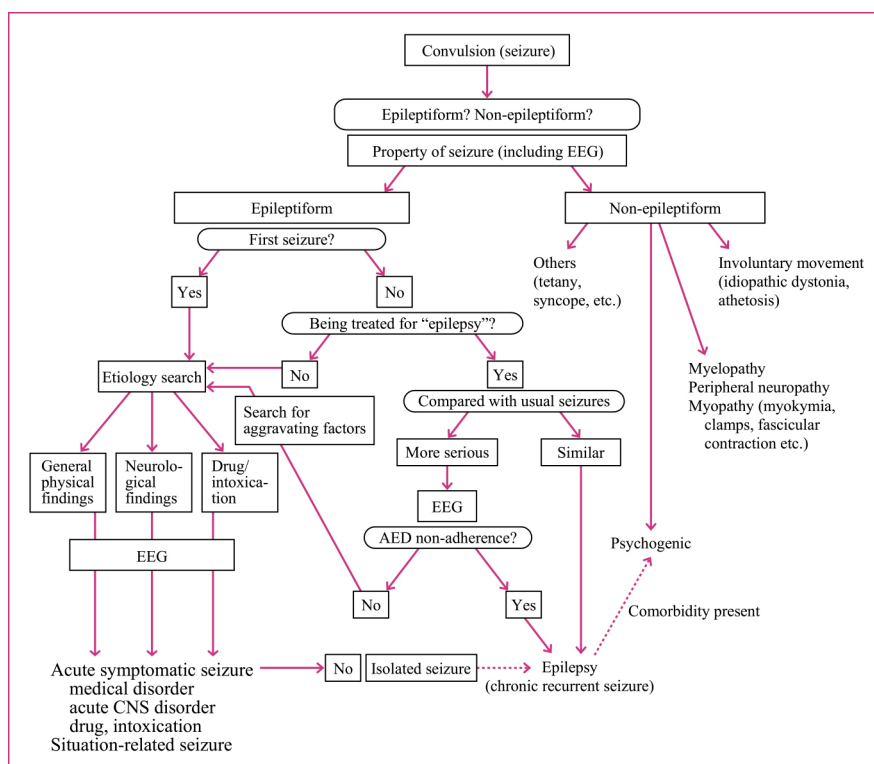 Convulsion (seizure)
Epileptiform? Non-epileptiform?
Property of seizure (including EEG)
Epileptiform
Non-epileptiform
First seizure?
Others
(tetany,
syncope, etc.)
Involuntary movement
(idiopathic dystonia,
athetosis)
Yes
No
Being treated for “epilepsy”?
Etiology search
No
Yes
Myelopathy
Peripheral neuropathy
Myopathy (myokymia,
clamps, fascicular
contraction etc.)
Search for
aggravating factors
Compared with usual seizures
General
physical
findings
Neurolo-
gical
findings
Drug/
intoxica-
tion
More serious
Similar
EEG
AED non-adherence?
EEG
Psychogenic
No
Yes
Comorbidity present
Acute symptomatic seizure
medical disorder
acute CNS disorder
drug, intoxication
Situation-related seizure
No
Isolated seizure
Epilepsy
(chronic recurrent seizure)